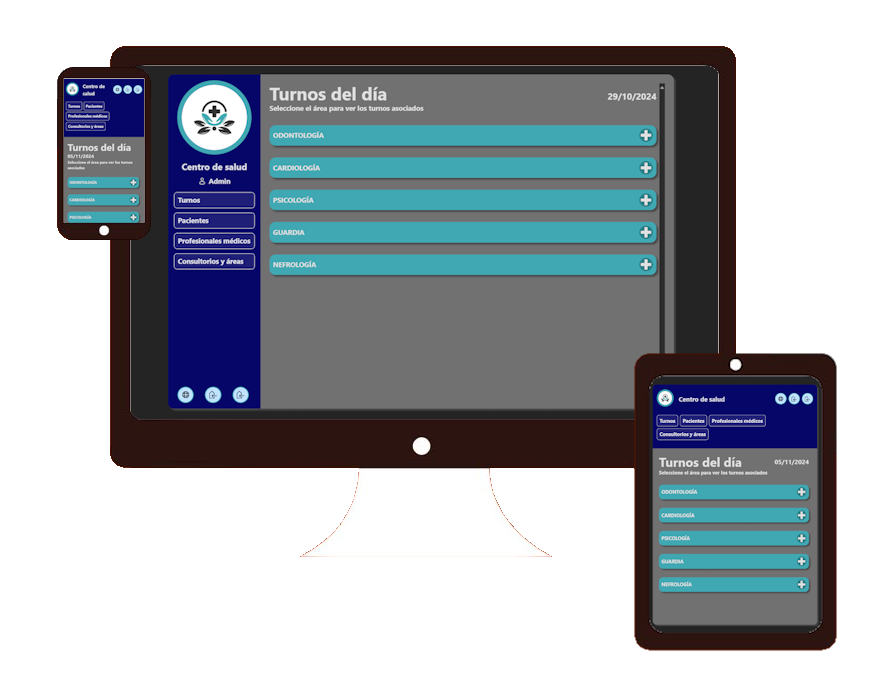 Centro de
salud
Turnos
Pacientes
Profesionales médicos
Consultorios y áreas
Turnos del día
05/11/2024
Seleccione el área para ver los turnos
asociados
ODONTOLOGÍA
CARDIOLOGÍA
PSICOLOGÍA
Centro de salud
Admin
Turnos
Pacientes
Profesionales médicos
Consultorios y áreas
Turnos del día
29/10/2024
Seleccione el área para ver los turnos asociados
ODONTOLOGÍA
CARDIOLOGÍA
PSICOLOGÍA
GUARDIA
NEFROLOGÍA
Centro de salud
Turnos
Pacientes
Profesionales médicos
Consultorios y áreas
Turnos del día
05/11/2024
Seleccione el área para ver los turnos asociados
ODONTOLOGÍA
CARDIOLOGÍA
PSICOLOGÍA
GUARDIA
NEFROLOGÍA